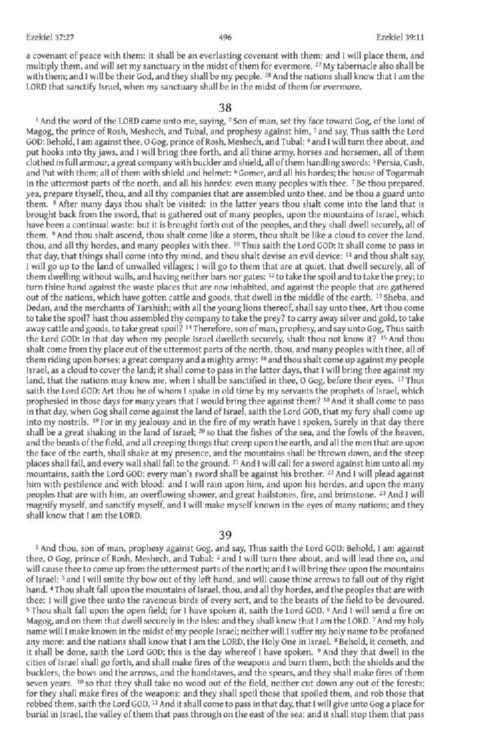 Ezekiel 37:27 496 Ezekiel 39:11
a covenant of peace with them: it shall be an everlasting covenant with them: and I will place them, and
multiply them, and will set my sanctuary in the midst of them for evermore. 27 My tabernacle also shall be
with them; and I will be their God, and they shall be my people. 28 And the nations shall know that I am the
LORD that sanctify Israel, when my sanctuary shall be in the midst of them for evermore.
38
1 And the word of the LORD came unto me, saying, 2 Son of man, set thy face toward Gog, of the land of
Magog, the prince of Rosh, Meshech, and Tubal, and prophesy against him, 3 and say, Thus saith the Lord
GOD: Behold, I am against thee, O Gog, prince of Rosh, Meshech, and Tubal: 4 and I will turn thee about, and
put hooks into thy jaws, and I will bring thee forth, and all thine army, horses and horsemen, all of them
clothed in full armour, a great company with buckler and shield, all of them handling swords: 5 Persia, Cush,
and Put with them; all of them with shield and helmet: 6 Gomer, and all his hordes; the house of Togarmah
in the uttermost parts of the north, and all his hordes: even many peoples with thee. 7 Be thou prepared,
yea, prepare thyself, thou, and all thy companies that are assembled unto thee, and be thou a guard unto
them. 8 After many days thou shalt be visited: in the latter years thou shalt come into the land that is
brought back from the sword, that is gathered out of many peoples, upon the mountains of Israel, which
have been a continual waste: but it is brought forth out of the peoples, and they shall dwell securely, all of
them. 9 And thou shalt ascend, thou shalt come like a storm, thou shalt be like a cloud to cover the land,
thou, and all thy hordes, and many peoples with thee. 10 Thus saith the Lord GOD: It shall come to pass in
that day, that things shall come into thy mind, and thou shalt devise an evil device: 11 and thou shalt say,
I will go up to the land of unwalled villages; I will go to them that are at quiet, that dwell securely, all of
them dwelling without walls, and having neither bars nor gates: 12 to take the spoil and to take the prey; to
turn thine hand against the waste places that are now inhabited, and against the people that are gathered
out of the nations, which have gotten cattle and goods, that dwell in the middle of the earth. 13 Sheba, and
Dedan, and the merchants of Tarshish; with all the young lions thereof, shall say unto thee, Art thou come
to take the spoil? hast thou assembled thy company to take the prey? to carry away silver and gold, to take
away cattle and goods, to take great spoil? 14 Therefore, son of man, prophesy, and say unto Gog, Thus saith
the Lord GOD: In that day when my people Israel dwelleth securely, shalt thou not know it? 15 And thou
shalt come from thy place out of the uttermost parts of the north, thou, and many peoples with thee, all of
them riding upon horses; a great company and a mighty army: 16 and thou shalt come up against my people
Israel, as a cloud to cover the land; it shall come to pass in the latter days, that I will bring thee against my
land, that the nations may know me, when I shall be sanctified in thee, O Gog, before their eyes. 17 Thus
saith the Lord GOD: Art thou he of whom I spake in old time by my servants the prophets of Israel, which
prophesied in those days for many years that I would bring thee against them? 18 And it shall come to pass
in that day, when Gog shall come against the land of Israel, saith the Lord GOD, that my fury shall come up
into my nostrils. 19 For in my jealousy and in the fire of my wrath have I spoken, Surely in that day there
shall be a great shaking in the land of Israel; 20 so that the fishes of the sea, and the fowls of the heaven,
and the beasts of the field, and all creeping things that creep upon the earth, and all the men that are upon
the face of the earth, shall shake at my presence, and the mountains shall be thrown down, and the steep
places shall fall, and every wall shall fall to the ground. 21 And I will call for a sword against him unto all my
mountains, saith the Lord GOD: every man's sword shall be against his brother. 22 And I will plead against
him with pestilence and with blood: and I will rain upon him, and upon his hordes, and upon the many
peoples that are with him, an overflowing shower, and great hailstones, fire, and brimstone. 23 And I will
magnify myself, and sanctify myself, and I will make myself known in the eyes of many nations; and they
shall know that I am the LORD.
39
1 And thou, son of man, prophesy against Gog, and say, Thus saith the Lord GOD: Behold, I am against
thee, O Gog, prince of Rosh, Meshech, and Tubal: 2 and I will turn thee about, and will lead thee on, and
will cause thee to come up from the uttermost parts of the north; and I will bring thee upon the mountains
of Israel: 3 and I will smite thy bow out of thy left hand, and will cause thine arrows to fall out of thy right
hand. 4 Thou shalt fall upon the mountains of Israel, thou, and all thy hordes, and the peoples that are with
thee: I will give thee unto the ravenous birds of every sort, and to the beasts of the field to be devoured.
5 Thou shalt fall upon the open field; for I have spoken it, saith the Lord GOD. 6 And I will send a fire on
Magog, and on them that dwell securely in the isles: and they shall know that I am the LORD. 7 And my holy
name will I make known in the midst of my people Israel; neither will I suffer my holy name to be profaned
any more: and the nations shall know that I am the LORD, the Holy One in Israel. 8 Behold, it cometh, and
it shall be done, saith the Lord GOD; this is the day whereof I have spoken. 9 And they that dwell in the
cities of Israel shall go forth, and shall make fires of the weapons and burn them, both the shields and the
bucklers, the bows and the arrows, and the handstaves, and the spears, and they shall make fires of them
seven years. 10 so that they shall take no wood out of the field, neither cut down any out of the forests;
for they shall make fires of the weapons: and they shall spoil those that spoiled them, and rob those that
robbed them, saith the Lord GOD. 11 And it shall come to pass in that day, that I will give unto Gog a place for
burial in Israel, the valley of them that pass through on the east of the sea: and it shall stop them that pass